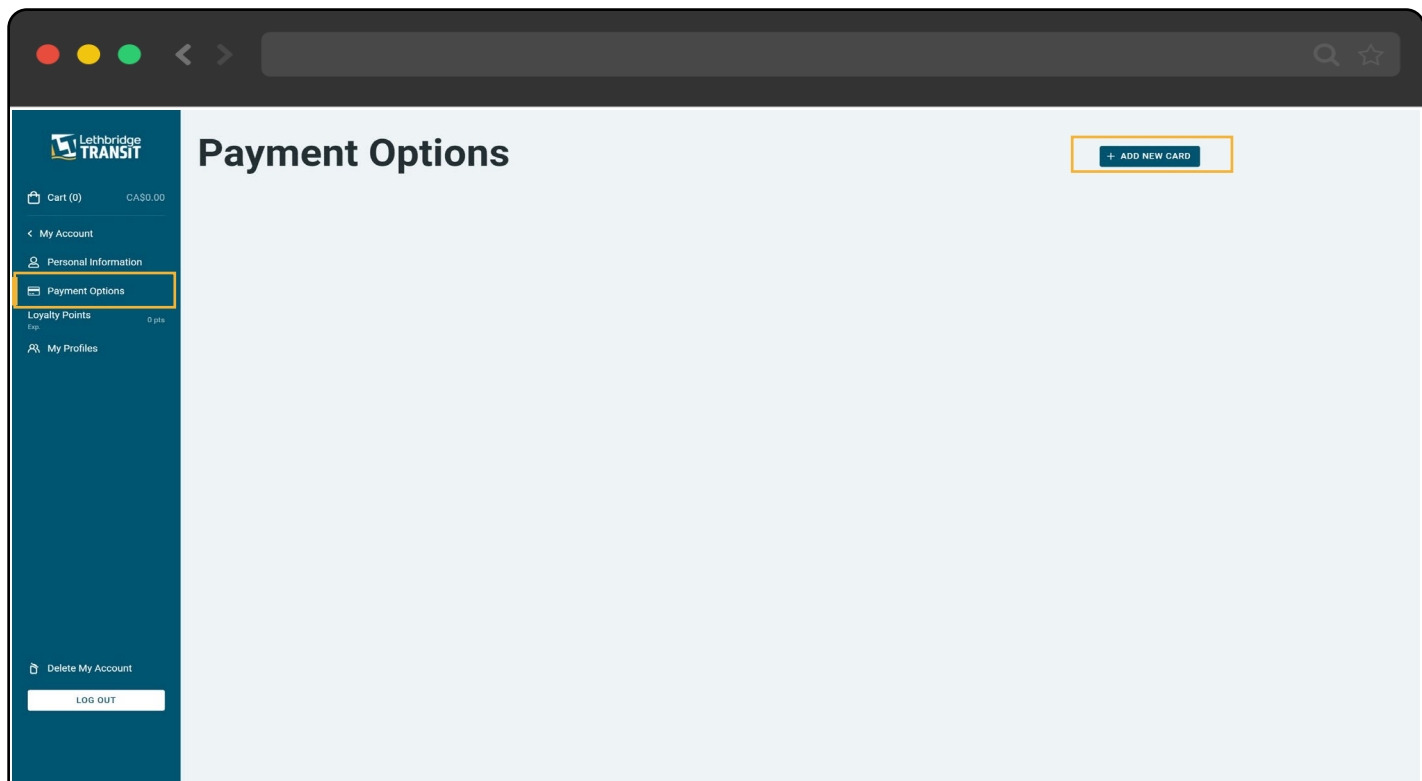 Lethbridge
TRANSIT
Cart (0) CA$0.00
My Account
Personal Information
Payment Options
Loyalty Points 0 pts
Exp.
My Profiles
Delete My Account
LOG OUT
Payment Options
+ ADD NEW CARD